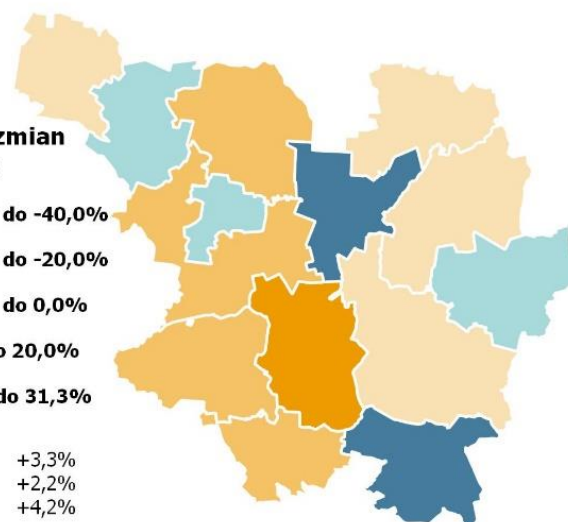 zmian
do -40,0%
do -20,0%
do 0,0%
20,0%
do 31,3%
+3,3%
+2,2%
+4,2%